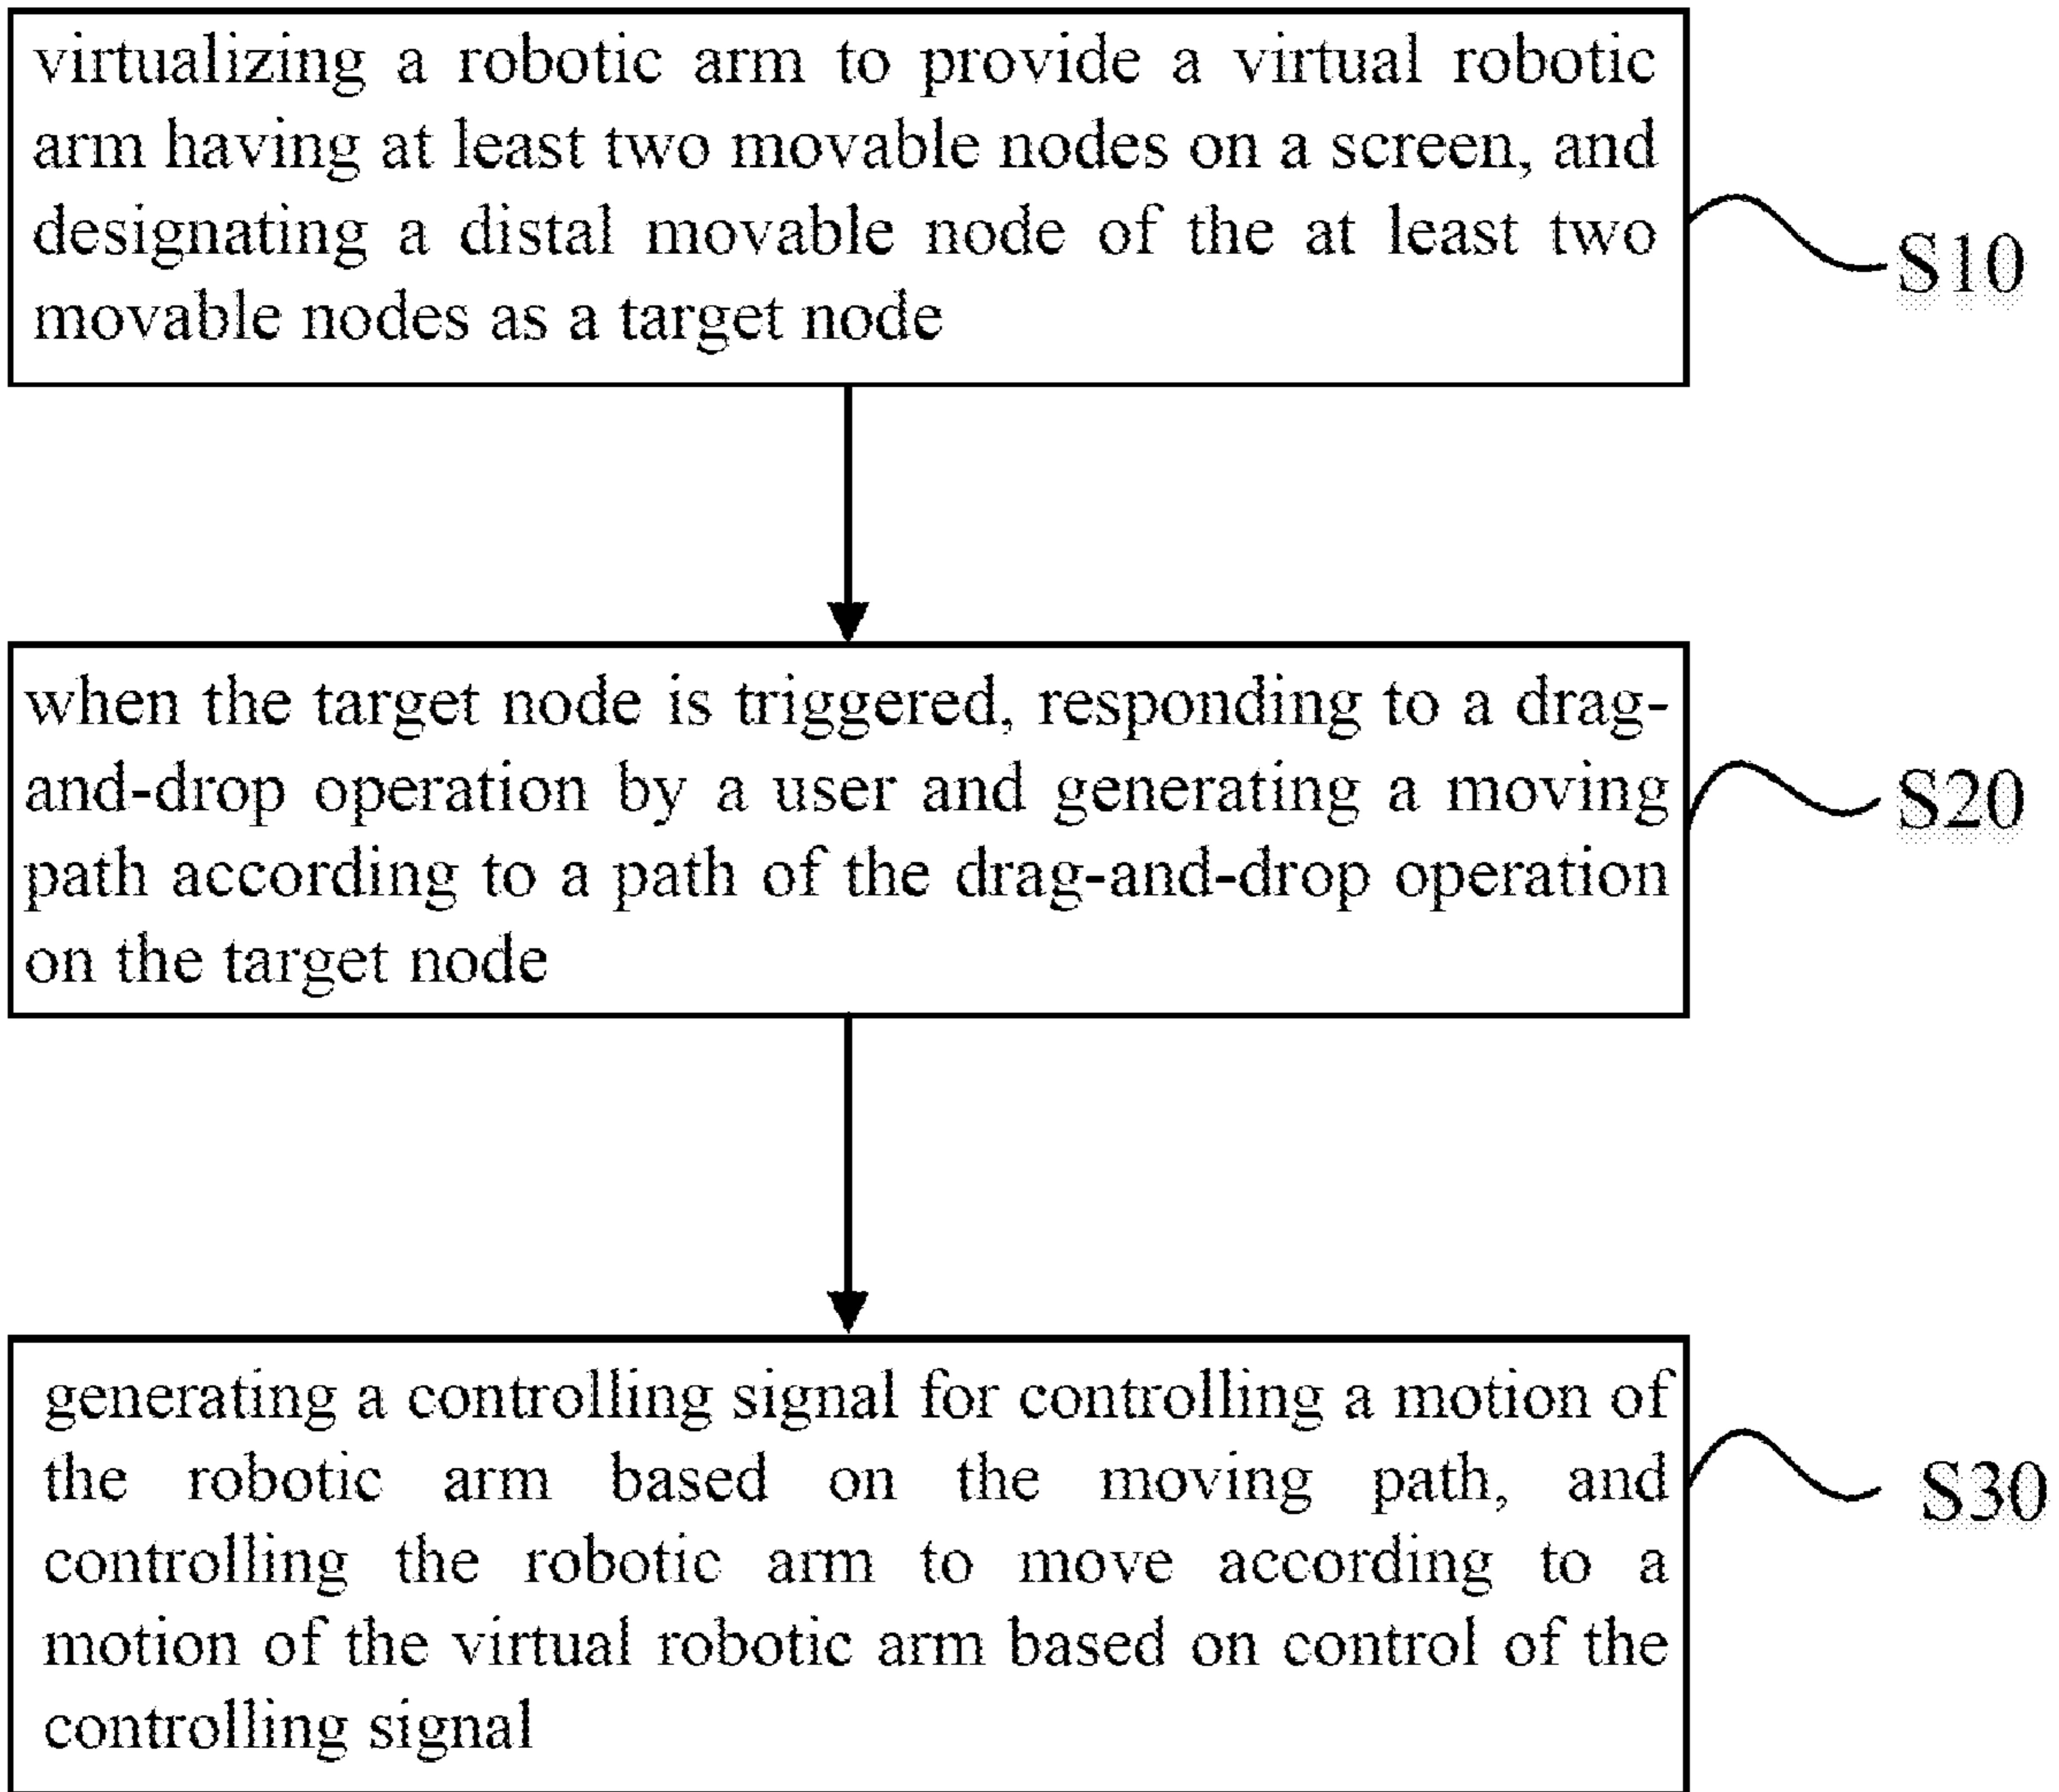 virtualizing a robotic arm to provide a virtual robotic
arm having at least two movable nodes on a screen, and
designating a distal movable node of the at least two
movable nodes as a target node
S10
when the target node is triggered, responding to a drag-
and-drop operation by a user and generating a moving
path according to a path of the drag-and-drop operation
on the target node
S20
generating a controlling signal for controlling a motion of
the robotic arm based on the moving path, and
controlling the robotic arm to move according to a
motion of the virtual robotic arm based on control of the
controlling signal
S30